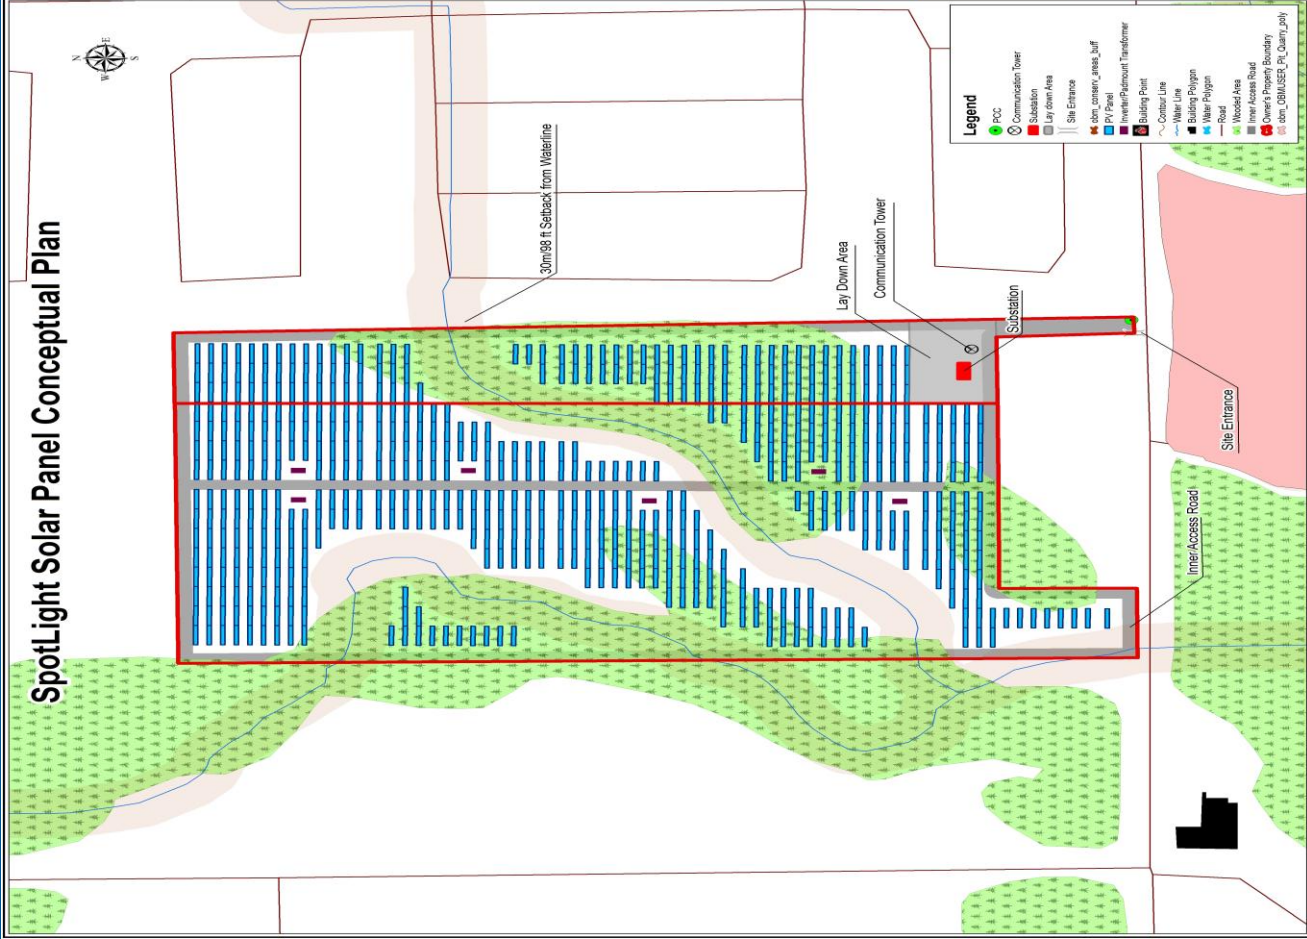 SpotLight Solar Panel Conceptual Plan
N
E
S
W
30m/98 ft Setback from Waterline
Lay Down Area
Communication Tower
Substation
Site Entrance
Inner Access Road
Legend
PCC
Communication Tower
Substation
Lay down Area
Site Entrance
obm_conserv_areas_buff
PV Panel
Inverter/Padmount Transformer
Building Point
Contour Line
Water Line
Building Polygon
Water Polygon
Road
Wooded Area
Inner Access Road
Owner's Property Boundary
obm_OBMUSER_Pit_Quarry_poly